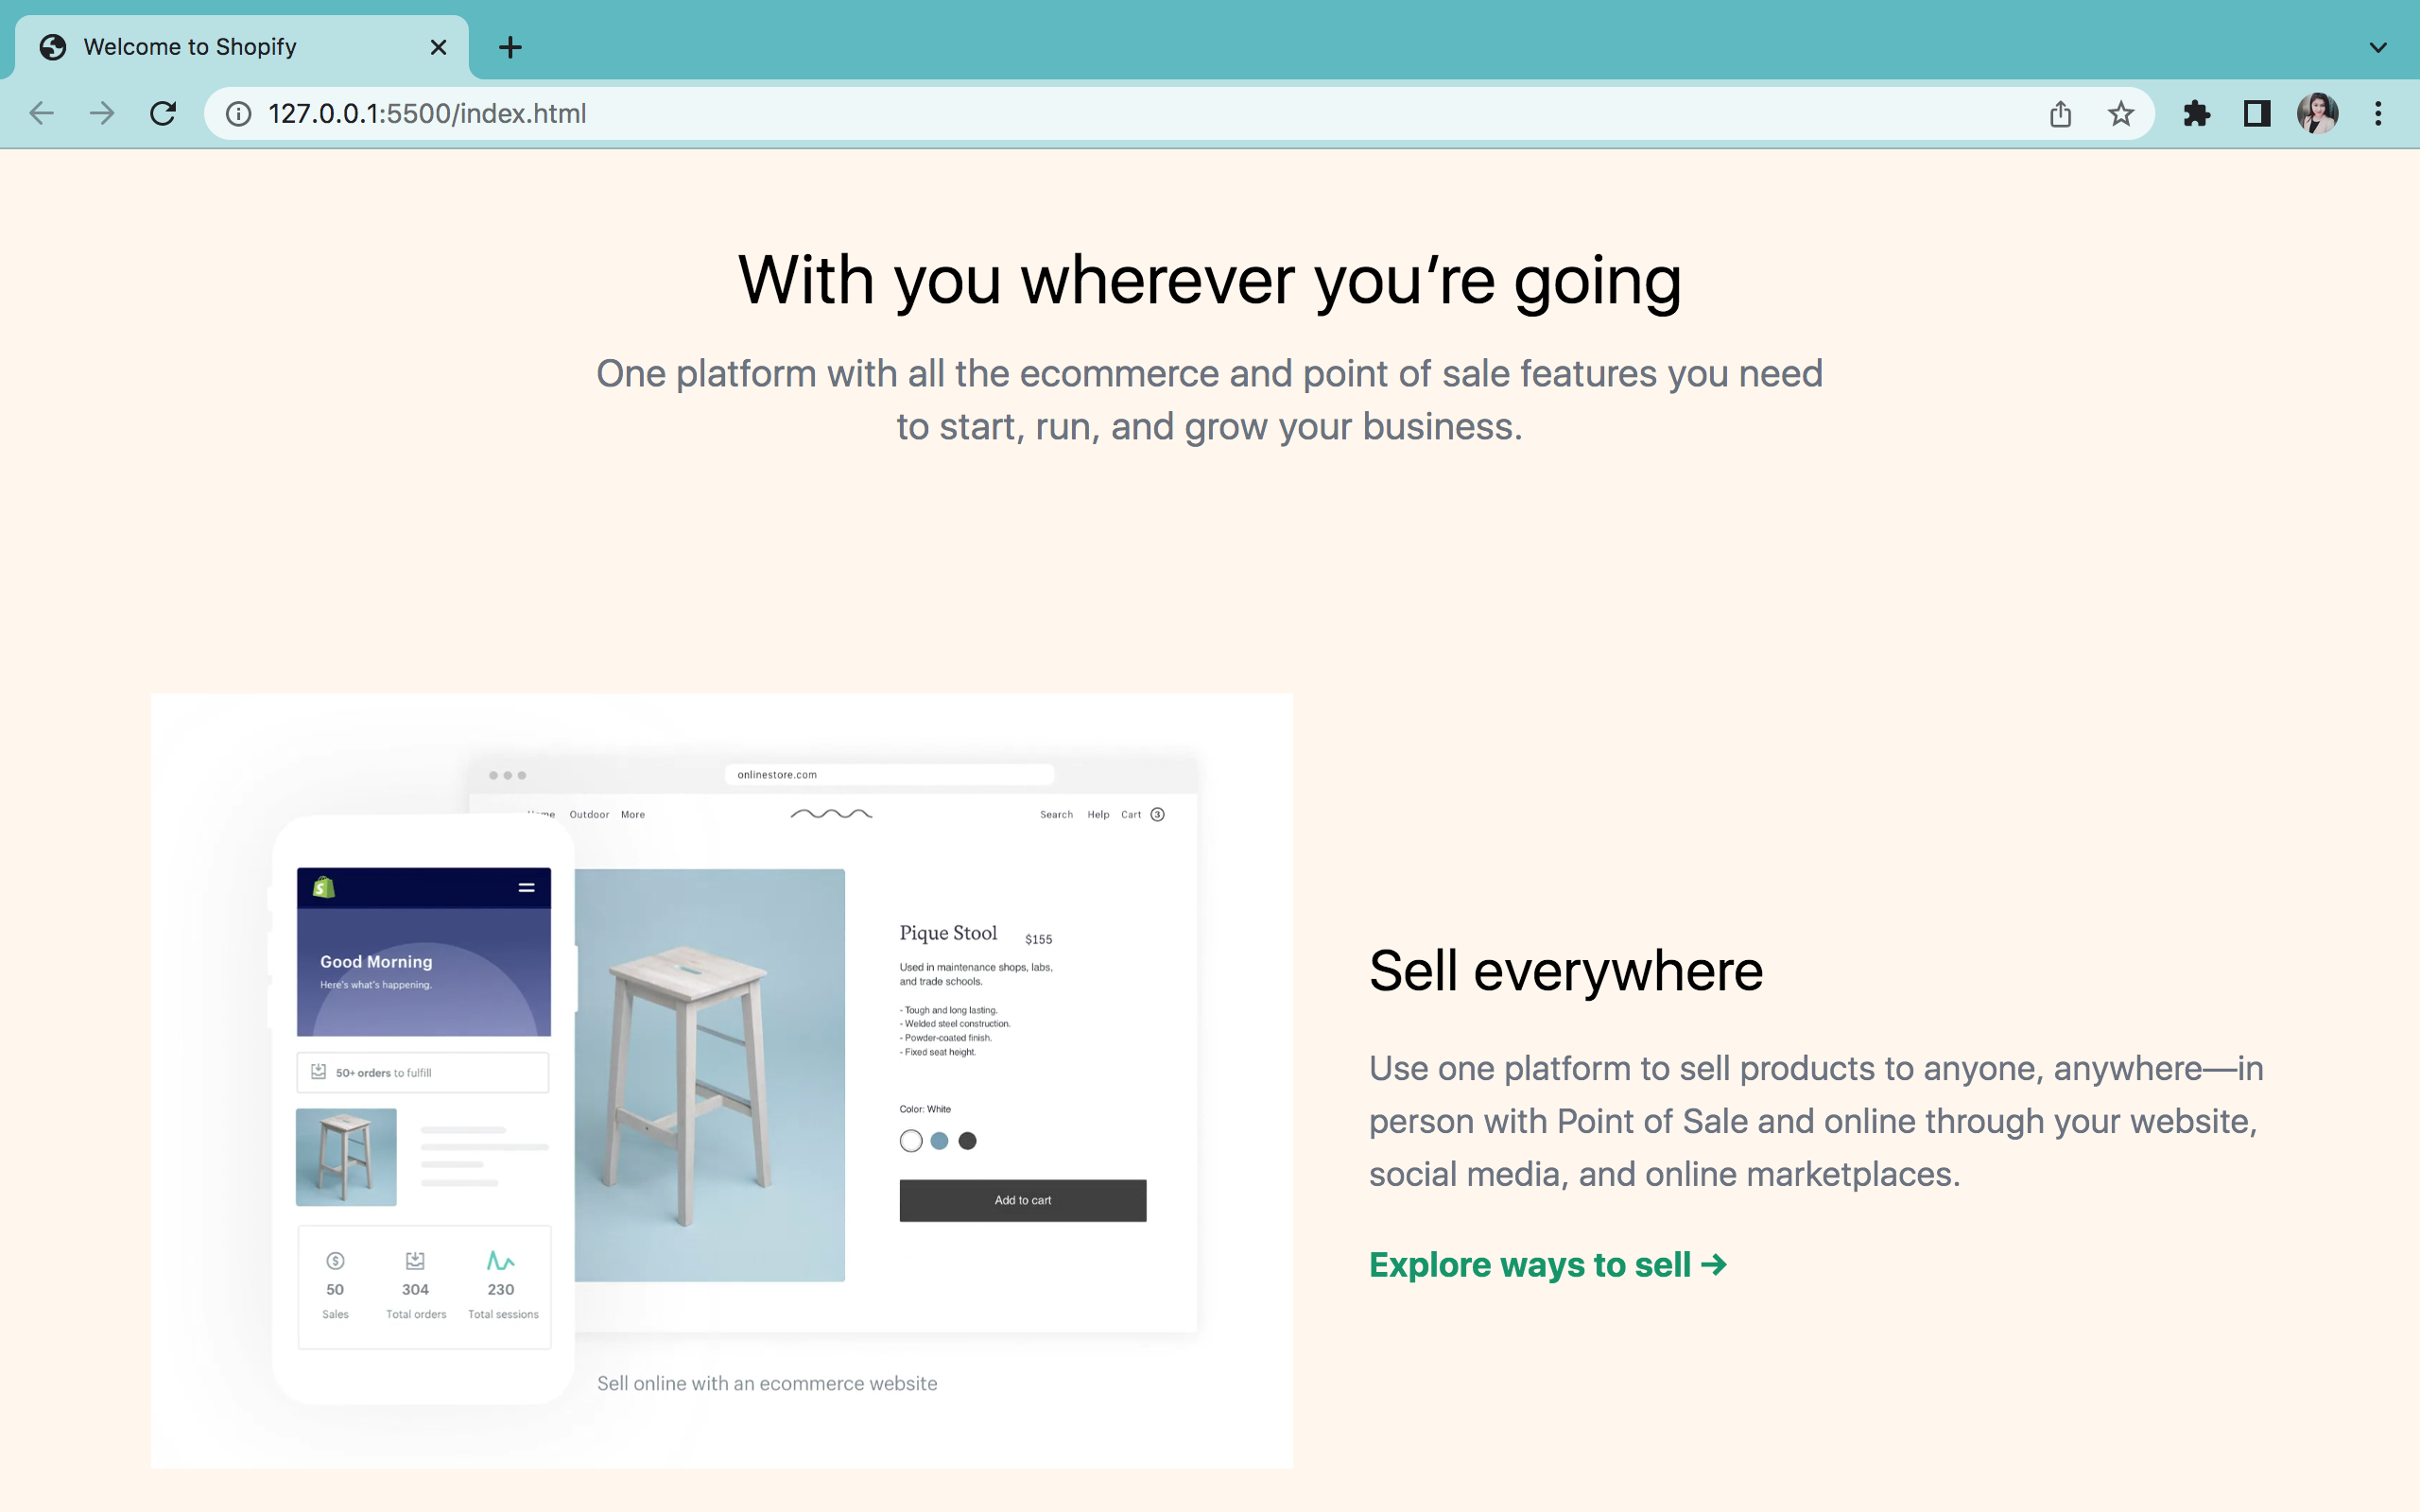 Welcome to Shopify
127.0.0.1:5500/index.html
With you wherever you’re going
One platform with all the ecommerce and point of sale features you need
to start, run, and grow your business.
onlinestore.com
Home Outdoor More
Search Help Cart 3
Good Morning
Here's what's happening.
50+ orders to fulfill
50 304 230
Sales Total orders Total sessions
Pique Stool $155
Used in maintenance shops, labs,
and trade schools.
- Tough and long lasting.
- Welded steel construction.
- Powder-coated finish.
- Fixed seat height.
Color: White
Add to cart
Sell online with an ecommerce website
Sell everywhere
Use one platform to sell products to anyone, anywhere—in
person with Point of Sale and online through your website,
social media, and online marketplaces.
Explore ways to sell →